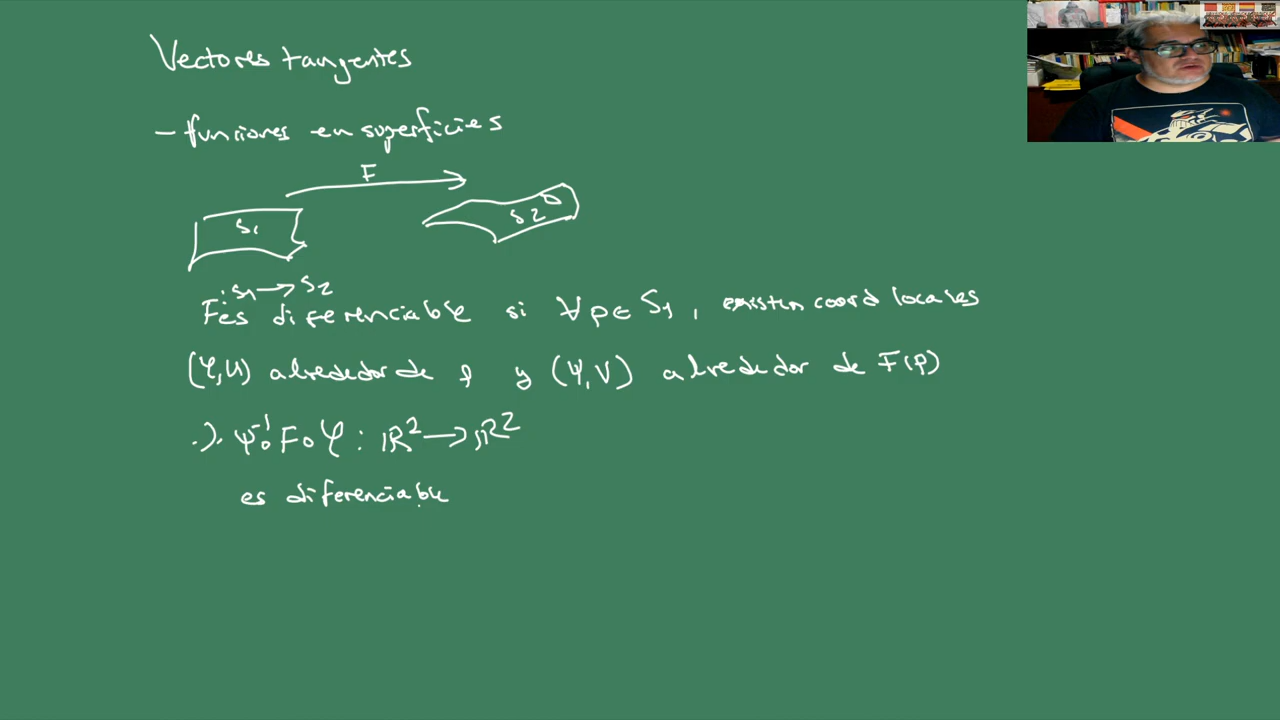 Vectores tangentes
- funciones en superficies
F
S1
S2
F:S1→S2 es diferenciable si ∀p∈S1, existen coord locales
(φ,U) alrededor de p y (ψ,V) alrededor de F(p)
.). ψ⁻¹∘F∘φ : ℝ² → ℝ²
es diferenciable